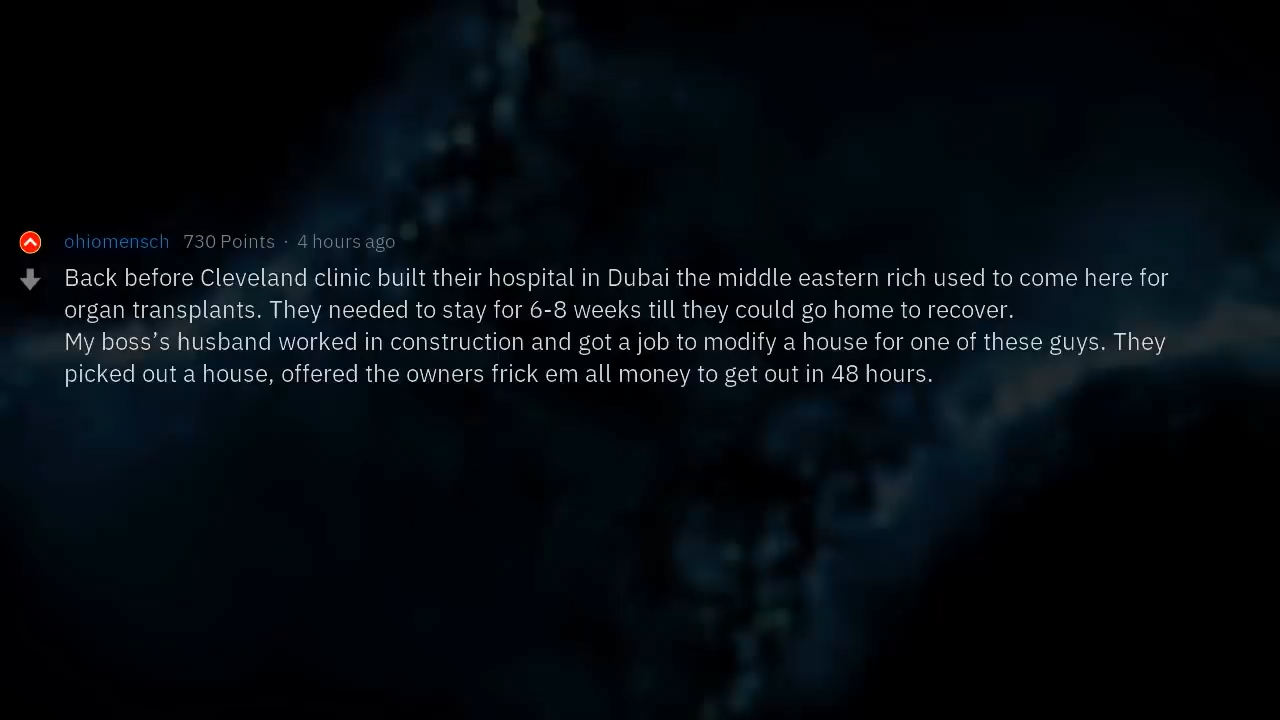 ohiomensch 730 Points · 4 hours ago
Back before Cleveland clinic built their hospital in Dubai the middle eastern rich used to come here for
organ transplants. They needed to stay for 6-8 weeks till they could go home to recover.
My boss’s husband worked in construction and got a job to modify a house for one of these guys. They
picked out a house, offered the owners frick em all money to get out in 48 hours.